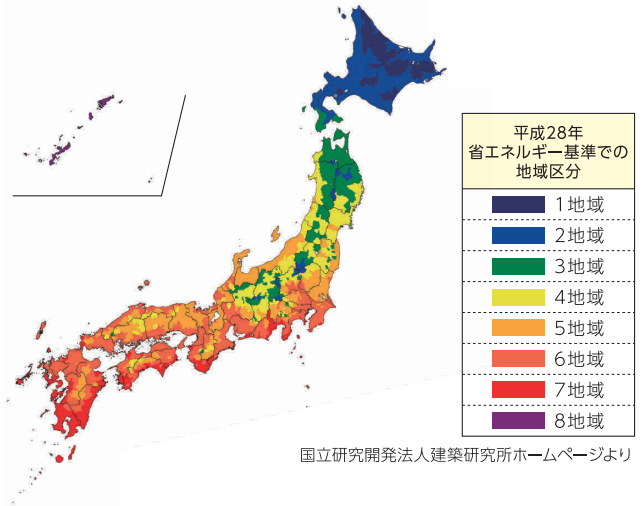 平成28年
省エネルギー基準での
地域区分
1地域
2地域
3地域
4地域
5地域
6地域
7地域
8地域
国立研究開発法人建築研究所ホームページより